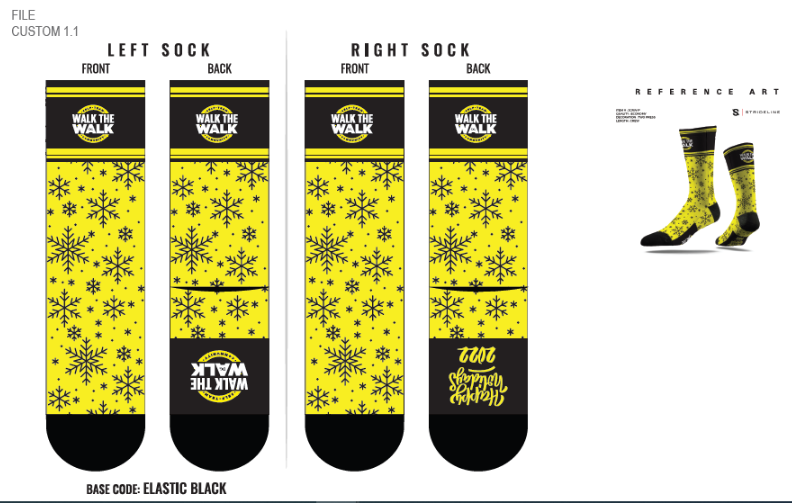 FILE
CUSTOM 1.1
LEFT SOCK
RIGHT SOCK
FRONT
BACK
FRONT
BACK
REFERENCE ART
STRIDELINE
WALK THE
WALK
WALK THE
WALK
WALK THE
WALK
WALK THE
WALK
WALK THE
WALK
Happy
Holidays
2022
BASE CODE: ELASTIC BLACK